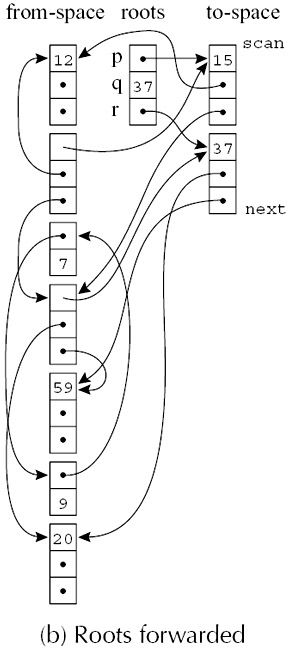 from-space roots to-space
scan
12 p 15
q 37
r
37
next
7
59
9
20
(b) Roots forwarded